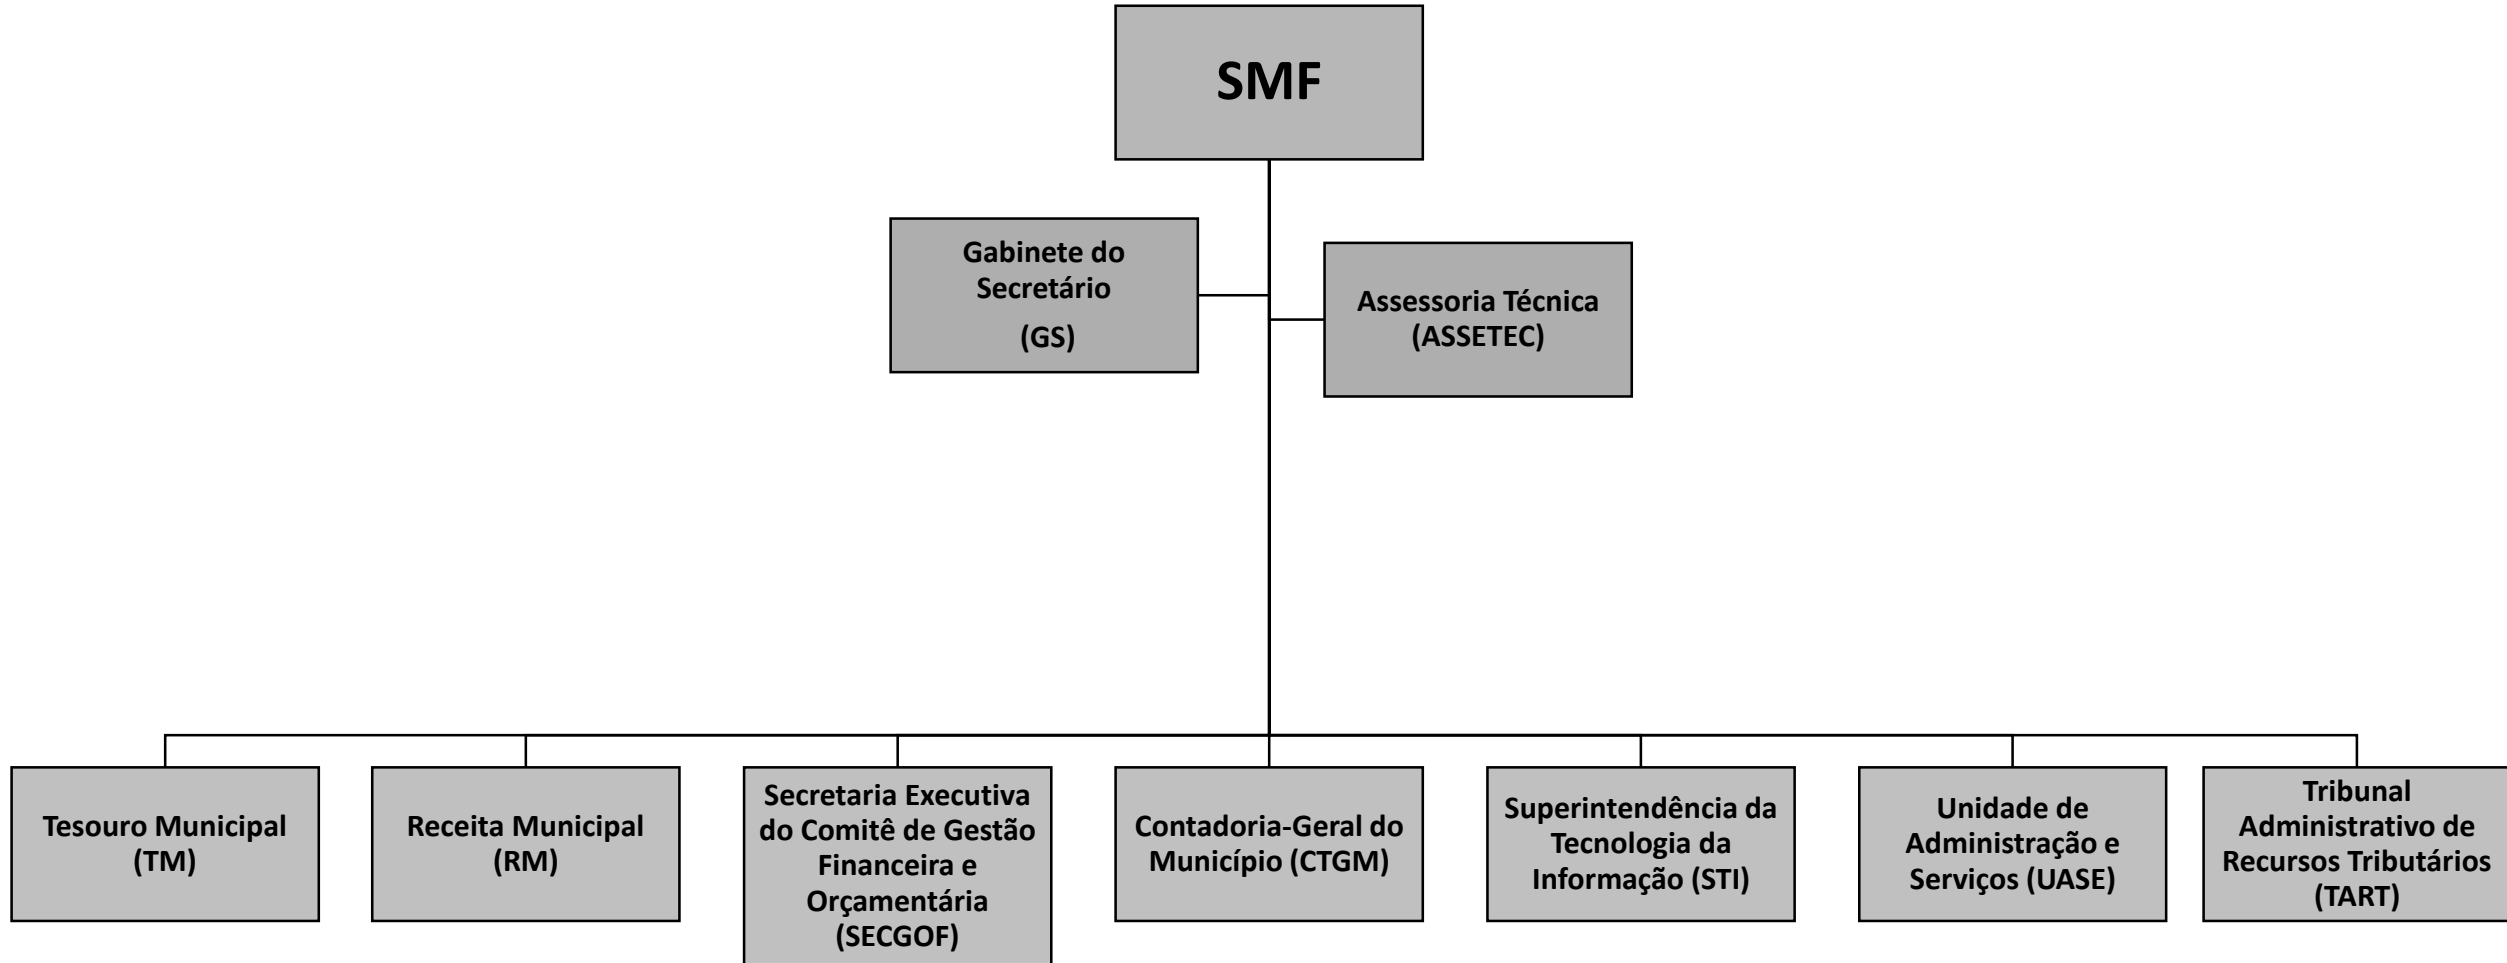 SMF
Gabinete do
Secretário
(GS)
Assessoria Técnica
(ASSETEC)
Tesouro Municipal
(TM)
Receita Municipal
(RM)
Secretaria Executiva
do Comitê de Gestão
Financeira e
Orçamentária
(SECGOF)
Contadoria-Geral do
Município (CTGM)
Superintendência da
Tecnologia da
Informação (STI)
Unidade de
Administração e
Serviços (UASE)
Tribunal
Administrativo de
Recursos Tributários
(TART)